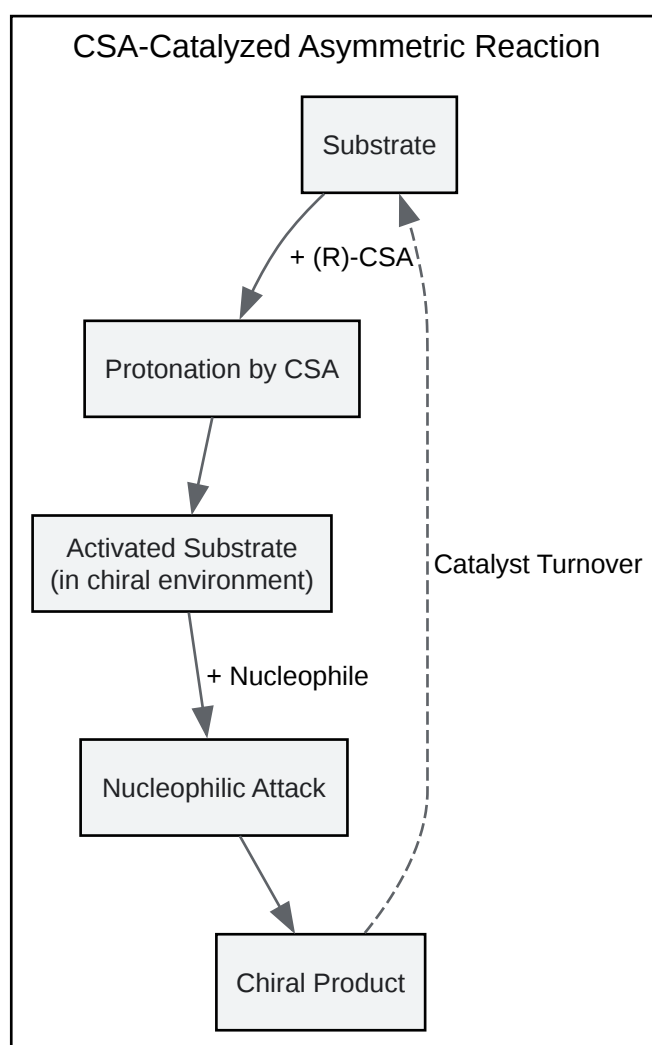 CSA-Catalyzed Asymmetric Reaction
Substrate
+ (R)-CSA
Protonation by CSA
Activated Substrate
(in chiral environment)
Catalyst Turnover
+ Nucleophile
Nucleophilic Attack
Chiral Product